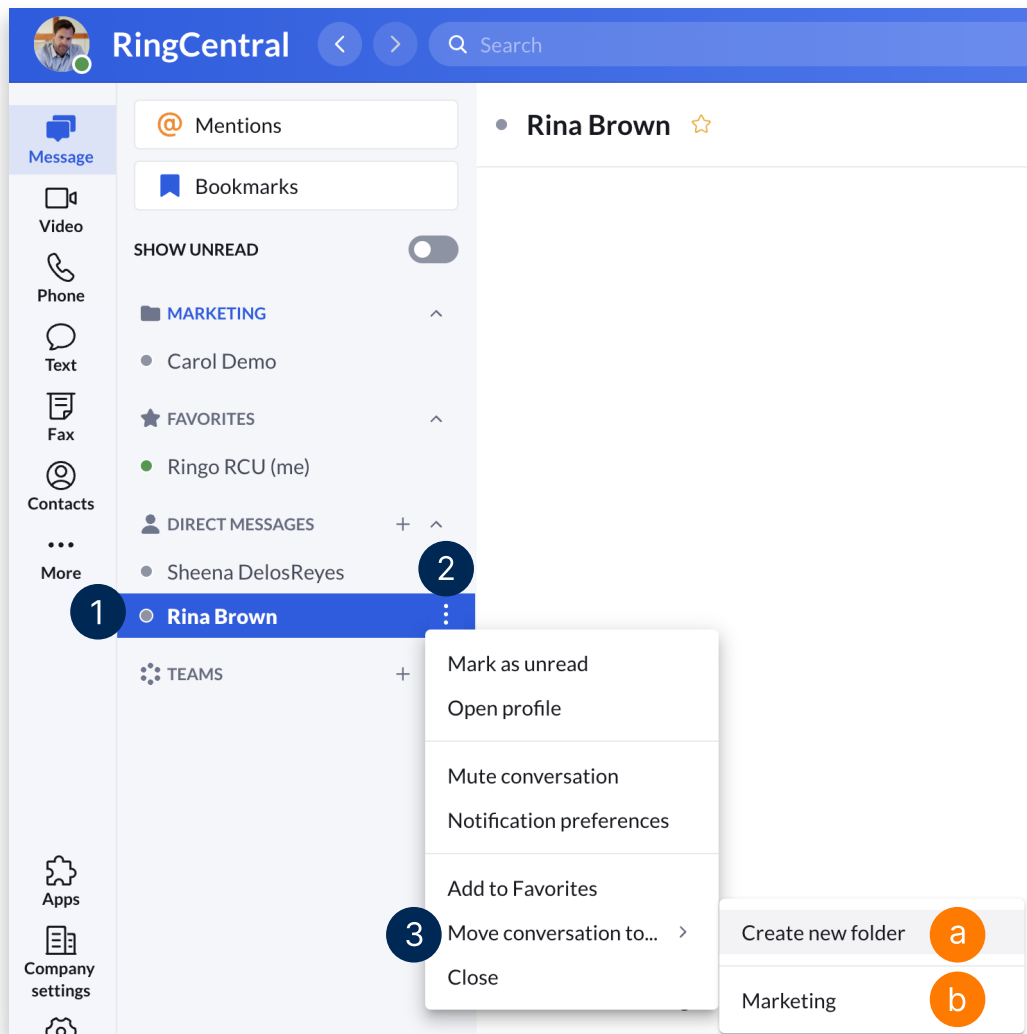 RingCentral
Search
Message
Video
Phone
Text
Fax
Contacts
More
Apps
Company
settings
@ Mentions
Bookmarks
SHOW UNREAD
MARKETING
Carol Demo
FAVORITES
Ringo RCU (me)
DIRECT MESSAGES
Sheena DelosReyes
2
1
Rina Brown
TEAMS
Rina Brown
Mark as unread
Open profile
Mute conversation
Notification preferences
Add to Favorites
3
Move conversation to...
Close
Create new folder
a
Marketing
b